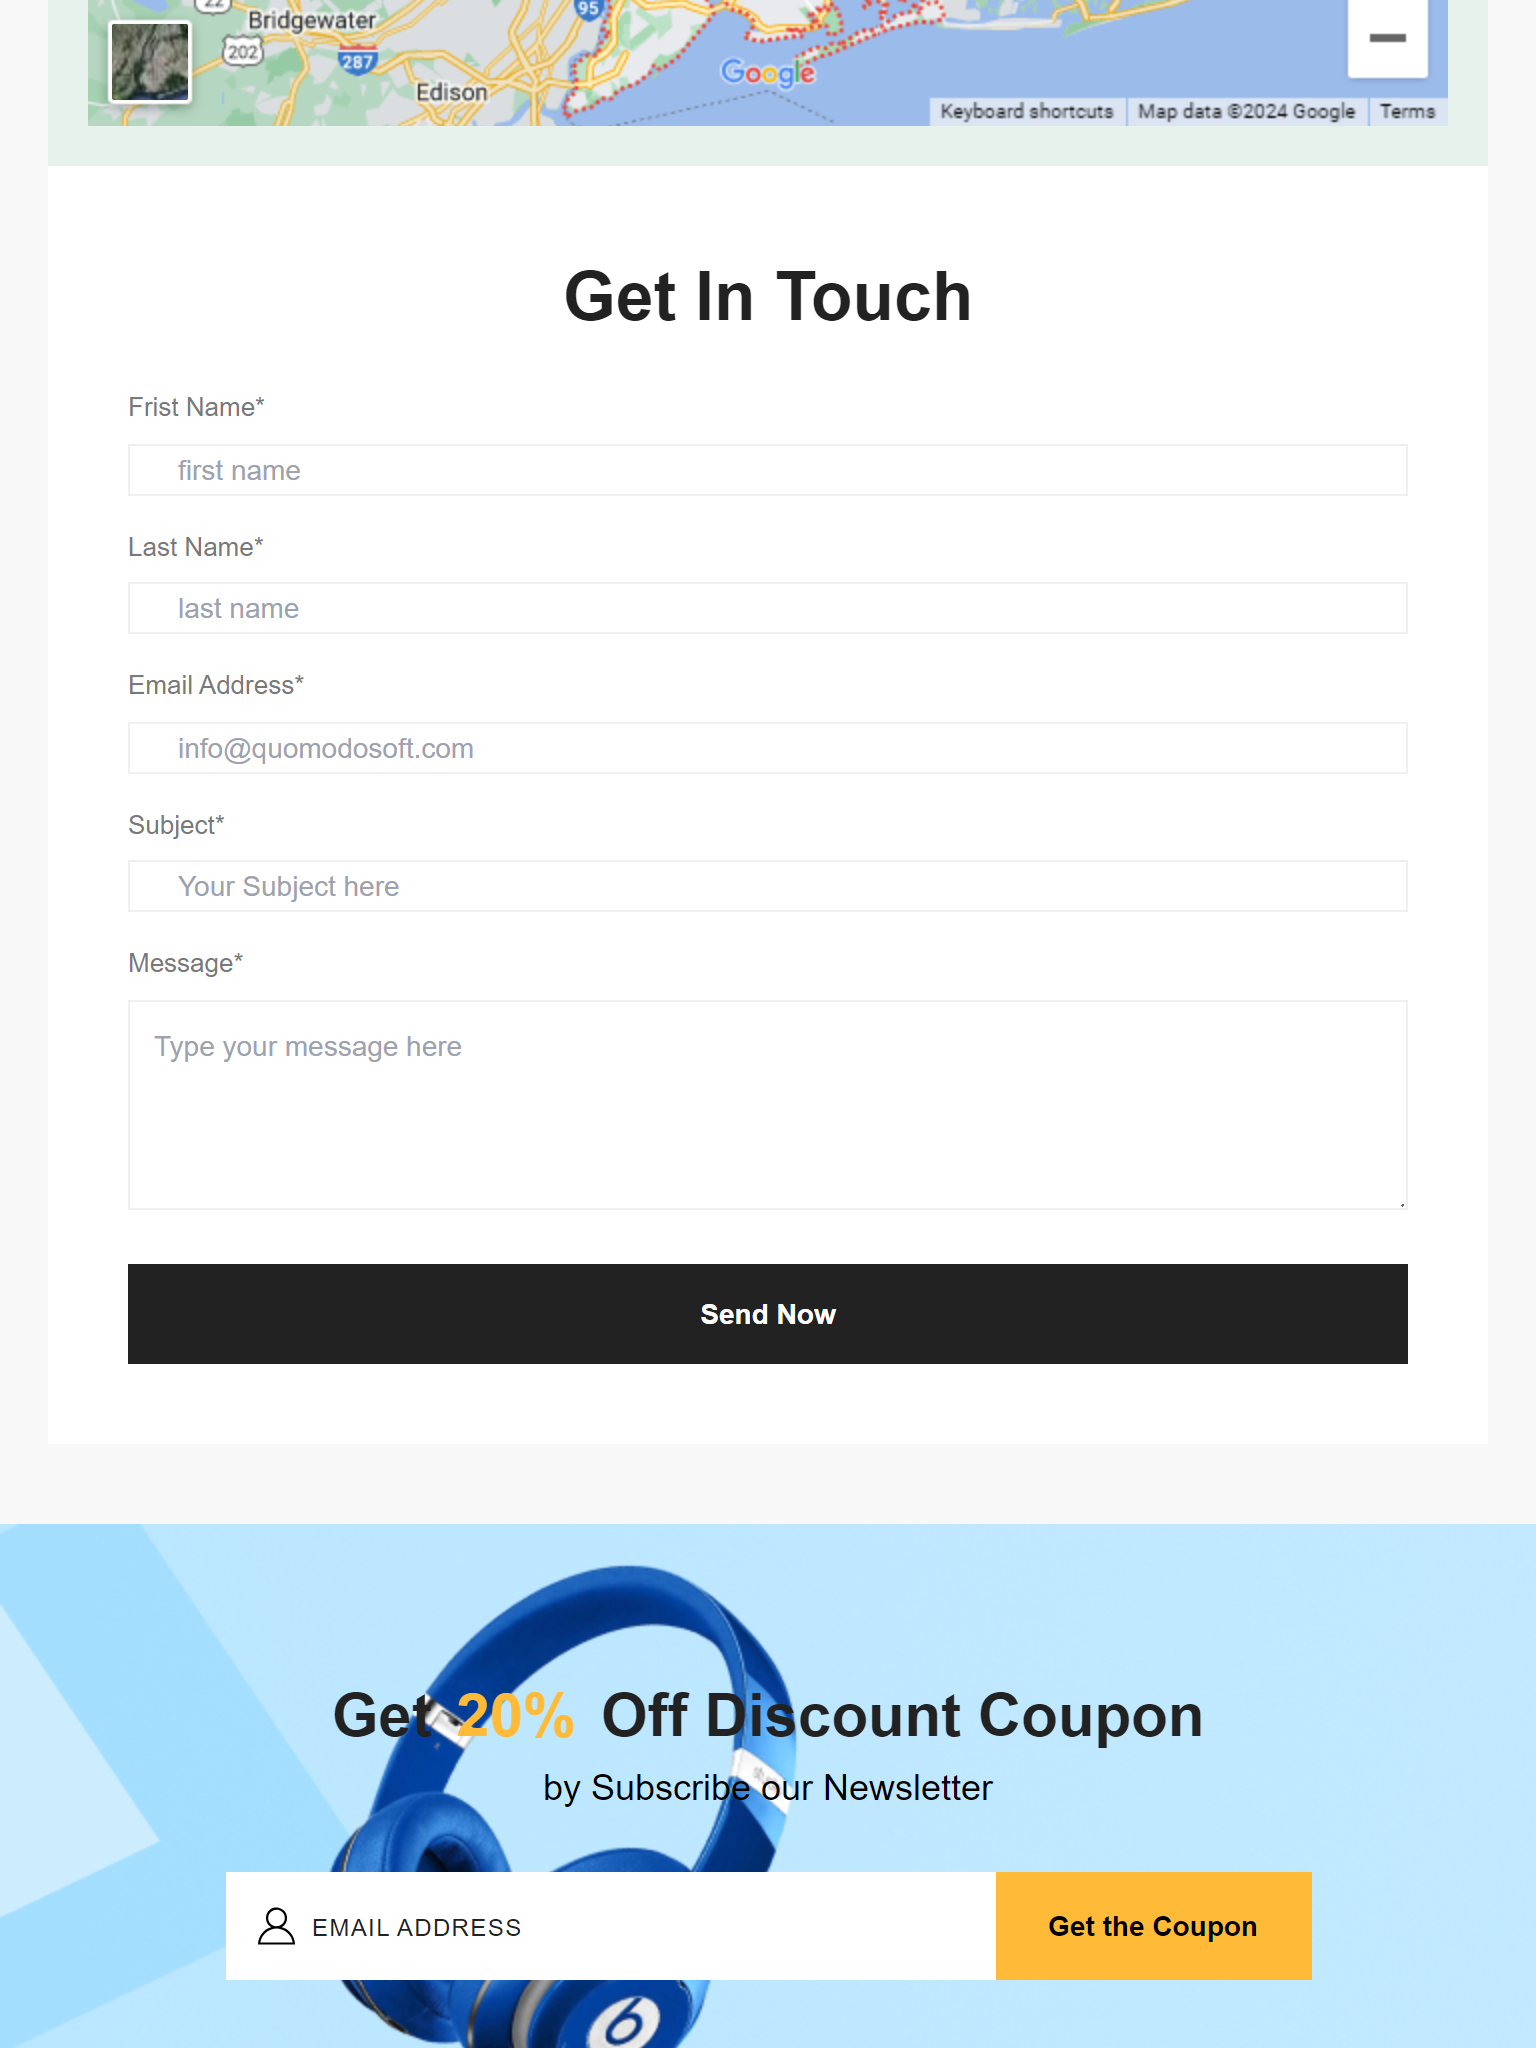 22
Bridgewater
95
202
287
Edison
Google
Keyboard shortcuts
Map data ©2024 Google
Terms
Get In Touch
Frist Name*
first name
Last Name*
last name
Email Address*
info@quomodosoft.com
Subject*
Your Subject here
Message*
Type your message here
Send Now
Get 20% Off Discount Coupon
by Subscribe our Newsletter
EMAIL ADDRESS
Get the Coupon